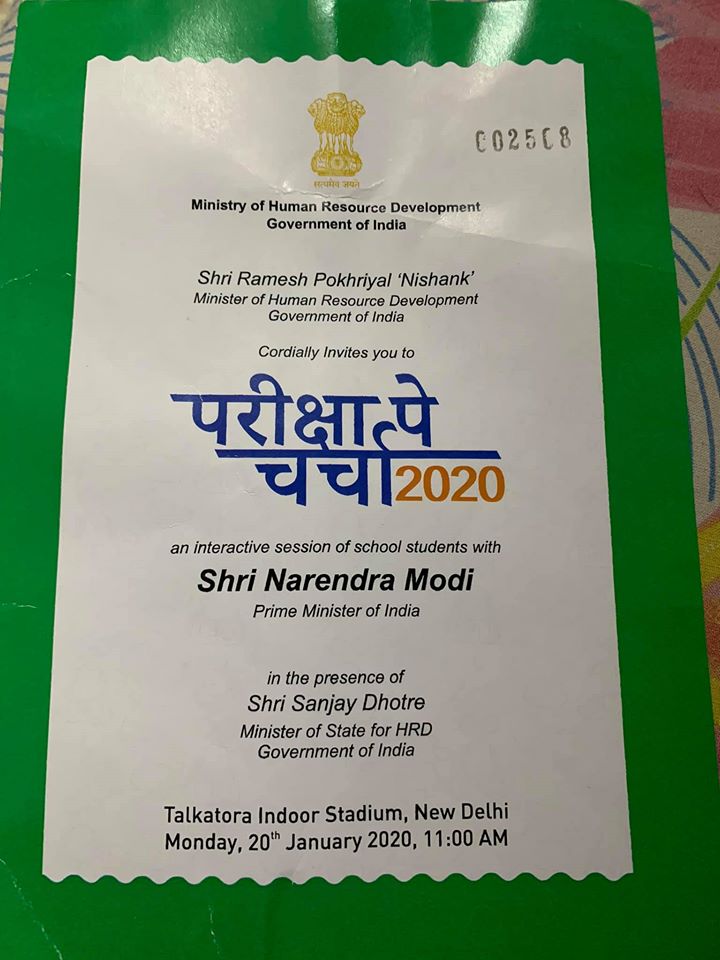 C025C8
सत्यमेव जयते
Ministry of Human Resource Development
Government of India
Shri Ramesh Pokhriyal ‘Nishank’
Minister of Human Resource Development
Government of India
Cordially Invites you to
परीक्षा पे
चर्चा 2020
an interactive session of school students with
Shri Narendra Modi
Prime Minister of India
in the presence of
Shri Sanjay Dhotre
Minister of State for HRD
Government of India
Talkatora Indoor Stadium, New Delhi
Monday, 20th January 2020, 11:00 AM